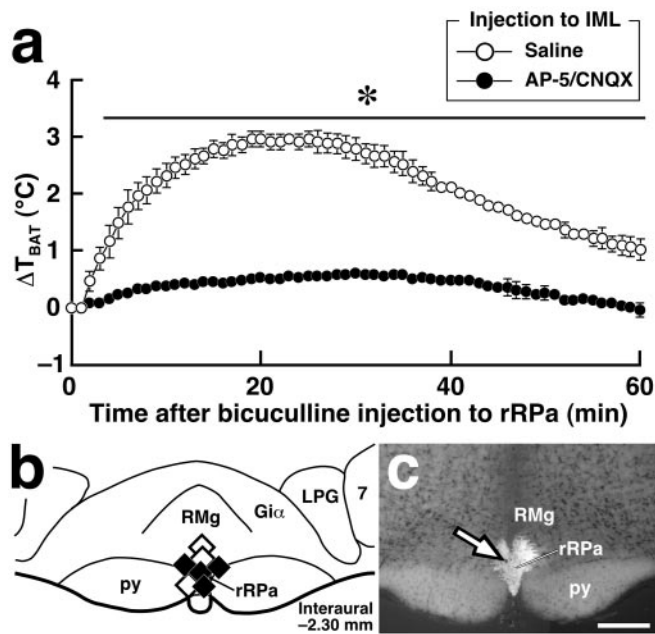 a
Injection to IML
Saline
AP-5/CNQX
*
4
3
2
1
0
–1
ΔT_BAT (°C)
0 20 40 60
Time after bicuculline injection to rRPa (min)
b
LPG
7
Giα
RMg
py
rRPa
Interaural
–2.30 mm
c
RMg
rRPa
py